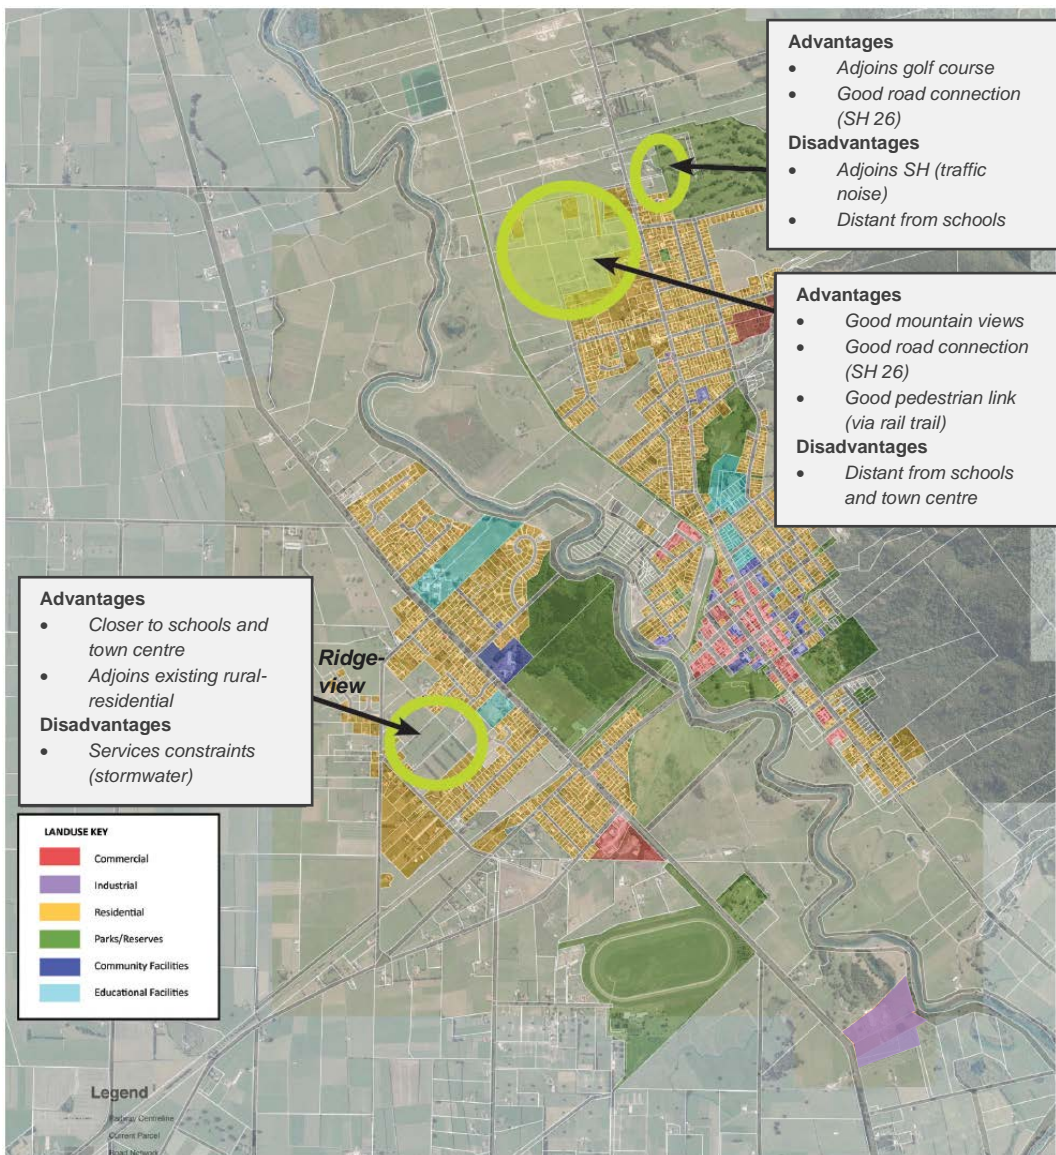 Advantages
• Adjoins golf course
• Good road connection
(SH 26)
Disadvantages
• Adjoins SH (traffic
noise)
• Distant from schools
Advantages
• Good mountain views
• Good road connection
(SH 26)
• Good pedestrian link
(via rail trail)
Disadvantages
• Distant from schools
and town centre
Advantages
• Closer to schools and
town centre
• Adjoins existing rural-
residential
Disadvantages
• Services constraints
(stormwater)
Ridge-
view
LANDUSE KEY
Commercial
Industrial
Residential
Parks/Reserves
Community Facilities
Educational Facilities
Legend
Railway Centreline
Current Parcel
Road Network